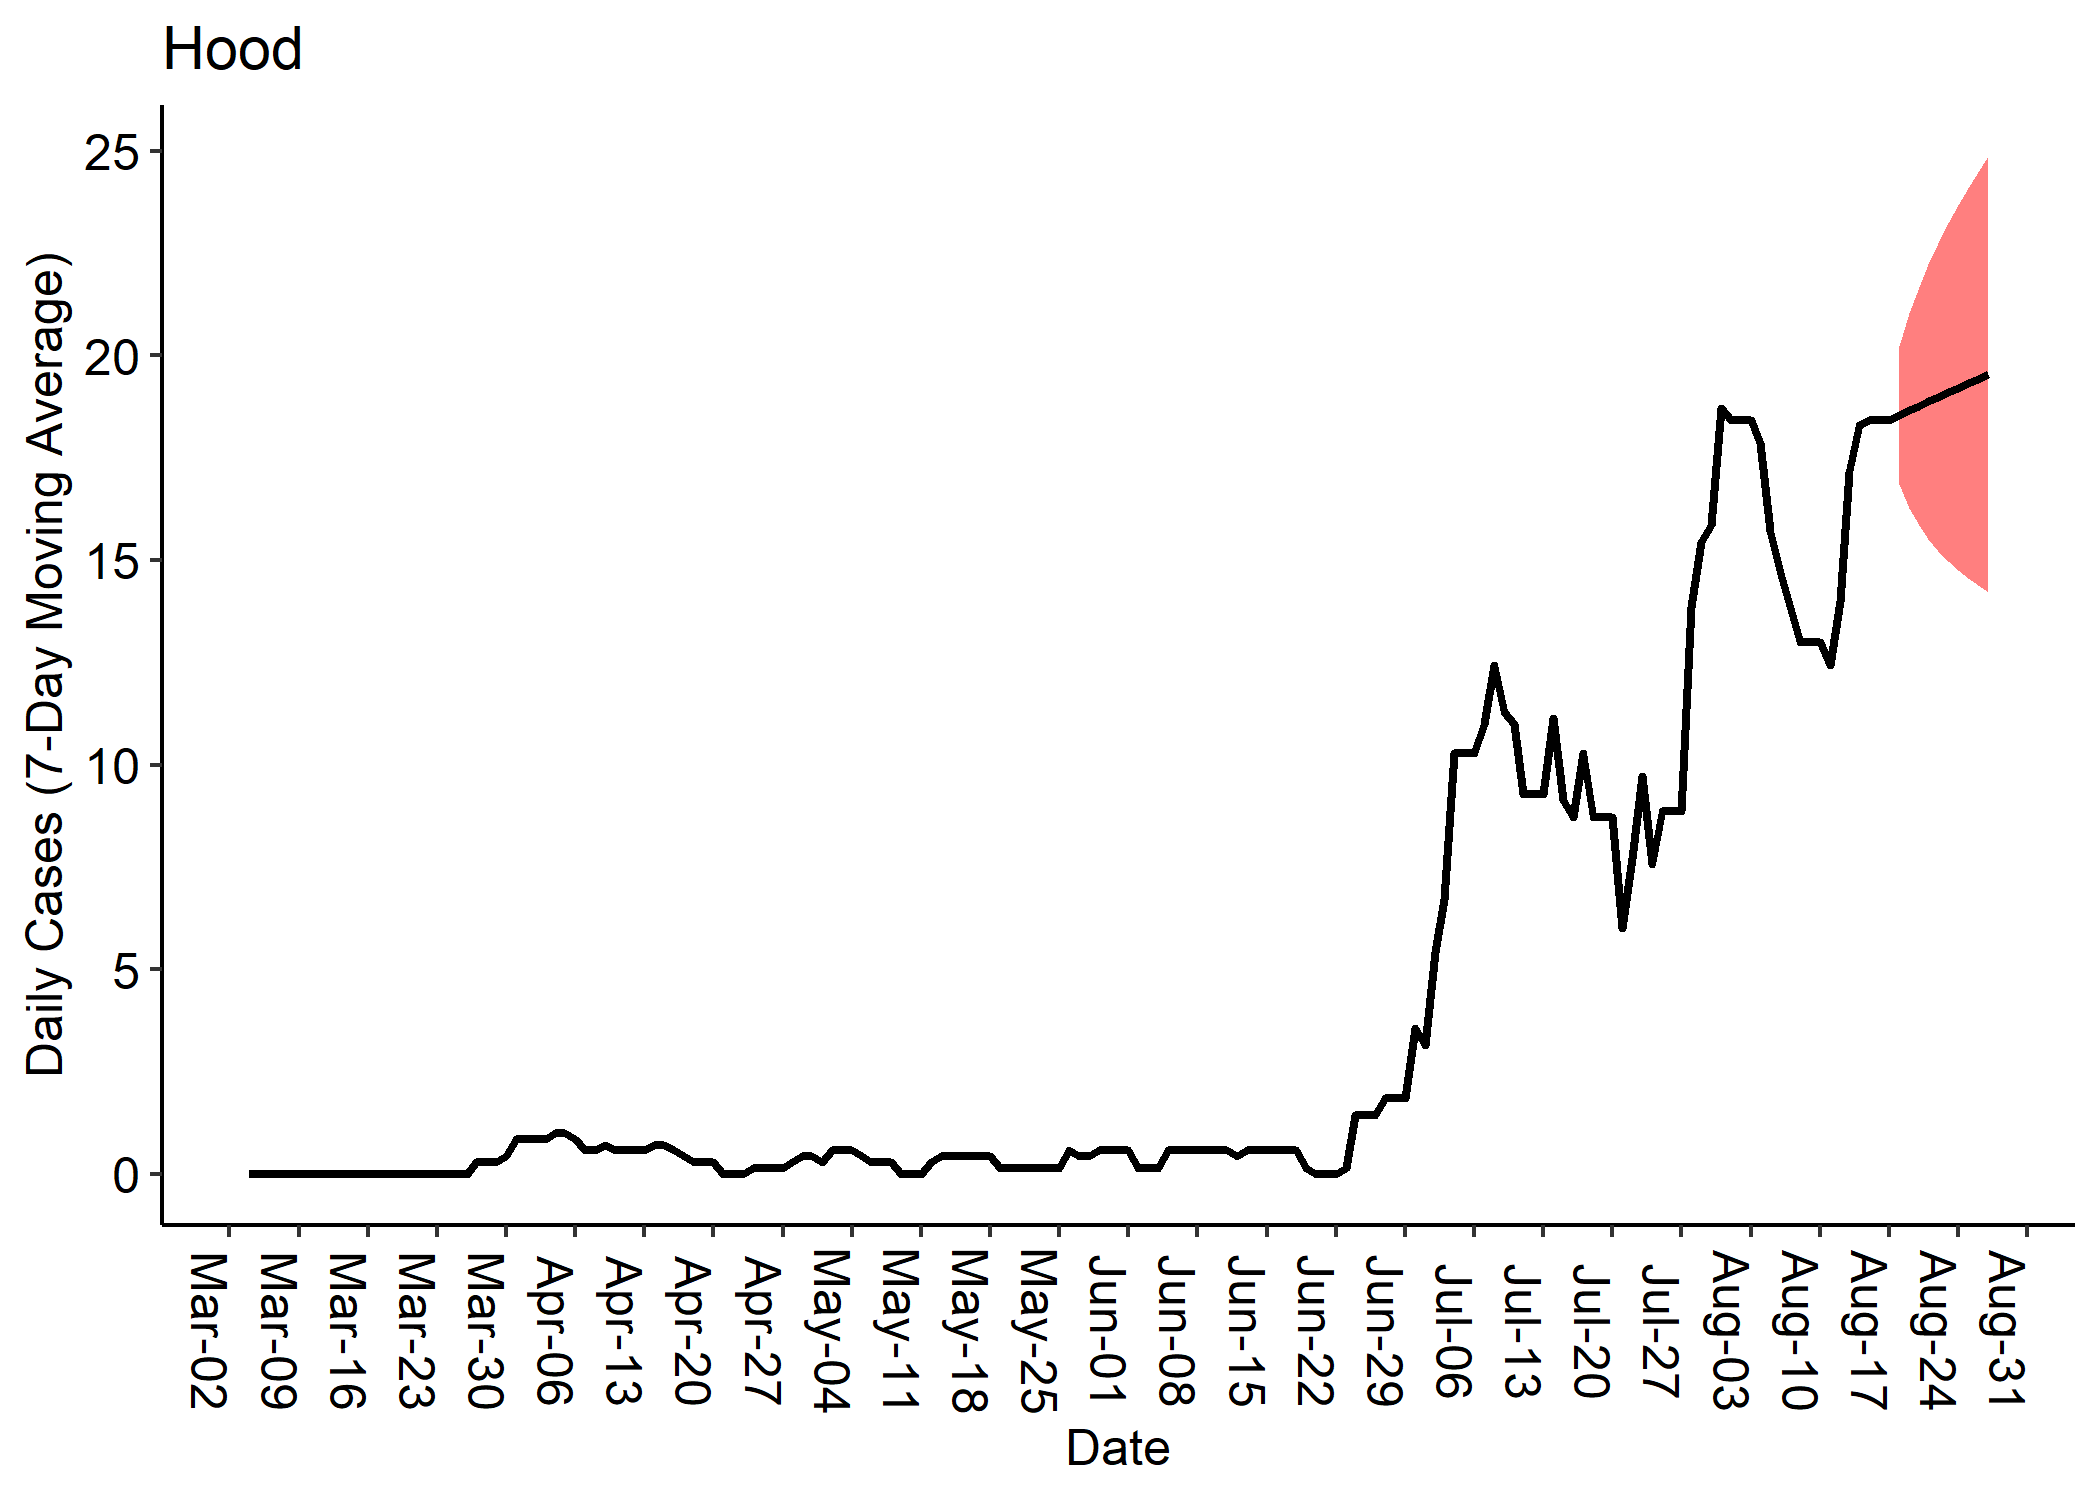 Hood
Daily Cases (7-Day Moving Average)
25
20
15
10
5
0
Mar-02
Mar-09
Mar-16
Mar-23
Mar-30
Apr-06
Apr-13
Apr-20
Apr-27
May-04
May-11
May-18
May-25
Jun-01
Jun-08
Jun-15
Jun-22
Jun-29
Jul-06
Jul-13
Jul-20
Jul-27
Aug-03
Aug-10
Aug-17
Aug-24
Aug-31
Date